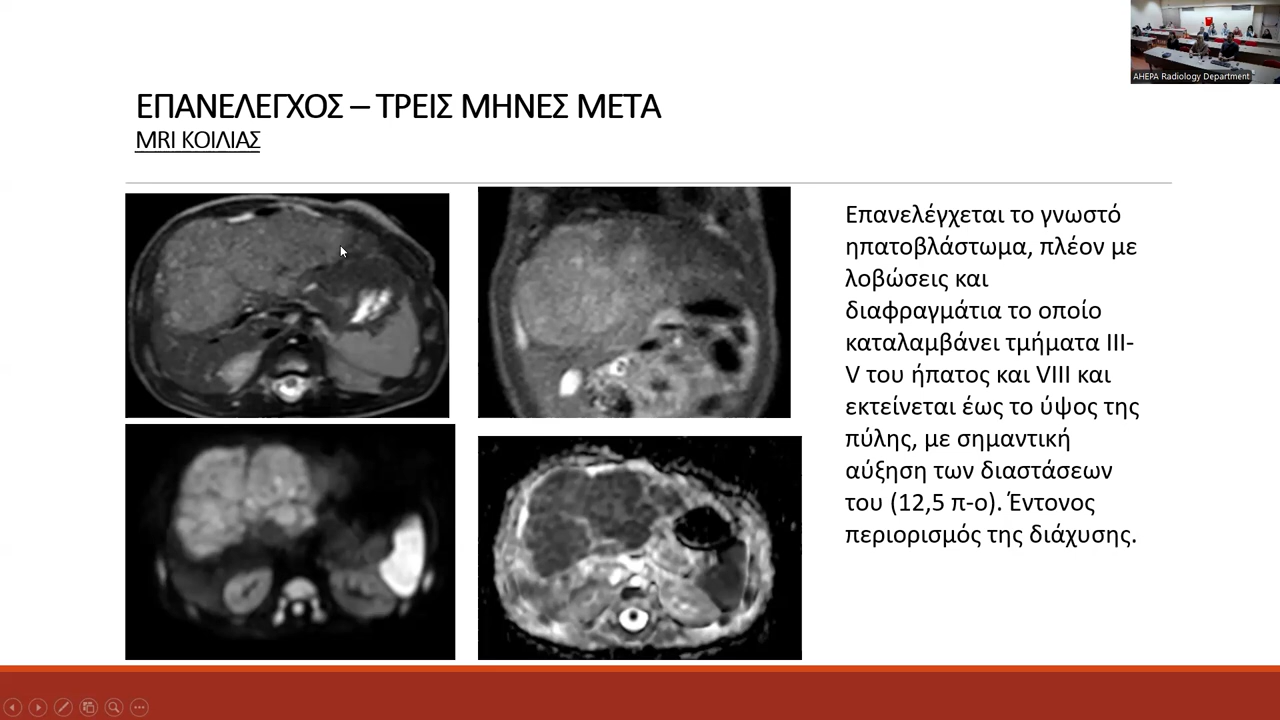 AHEPA Radiology Department
ΕΠΑΝΕΛΕΓΧΟΣ – ΤΡΕΙΣ ΜΗΝΕΣ ΜΕΤΑ
MRI ΚΟΙΛΙΑΣ
Επανελέγχεται το γνωστό
ηπατοβλάστωμα, πλέον με
λοβώσεις και
διαφραγμάτια το οποίο
καταλαμβάνει τμήματα III-
V του ήπατος και VIII και
εκτείνεται έως το ύψος της
πύλης, με σημαντική
αύξηση των διαστάσεων
του (12,5 π-ο). Έντονος
περιορισμός της διάχυσης.